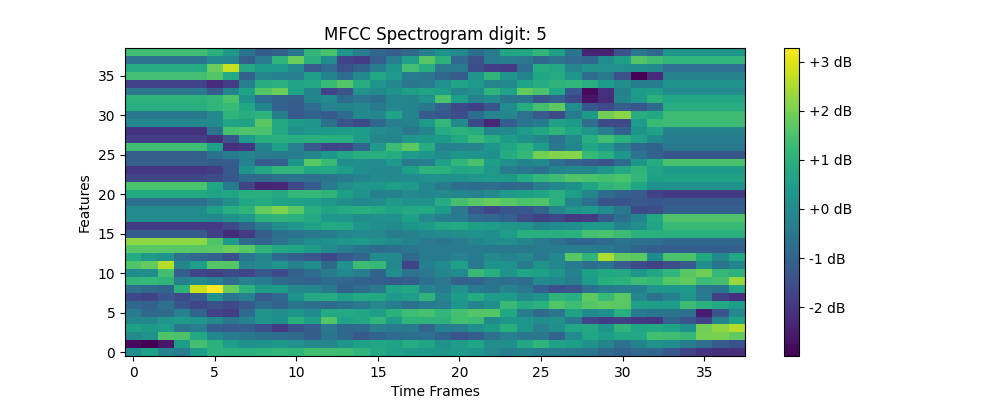 MFCC Spectrogram digit: 5
Features
35
30
25
20
15
10
5
0
0 5 10 15 20 25 30 35
Time Frames
+3 dB
+2 dB
+1 dB
+0 dB
-1 dB
-2 dB